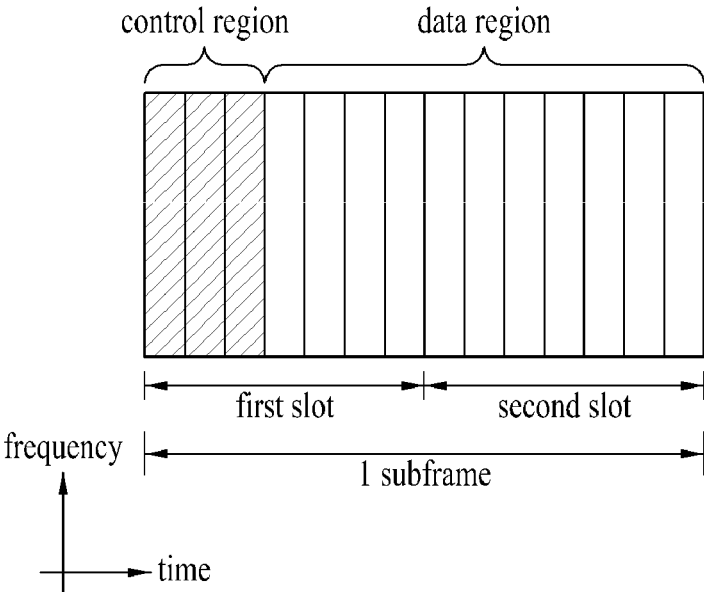 control region
data region
first slot
second slot
frequency
1 subframe
time